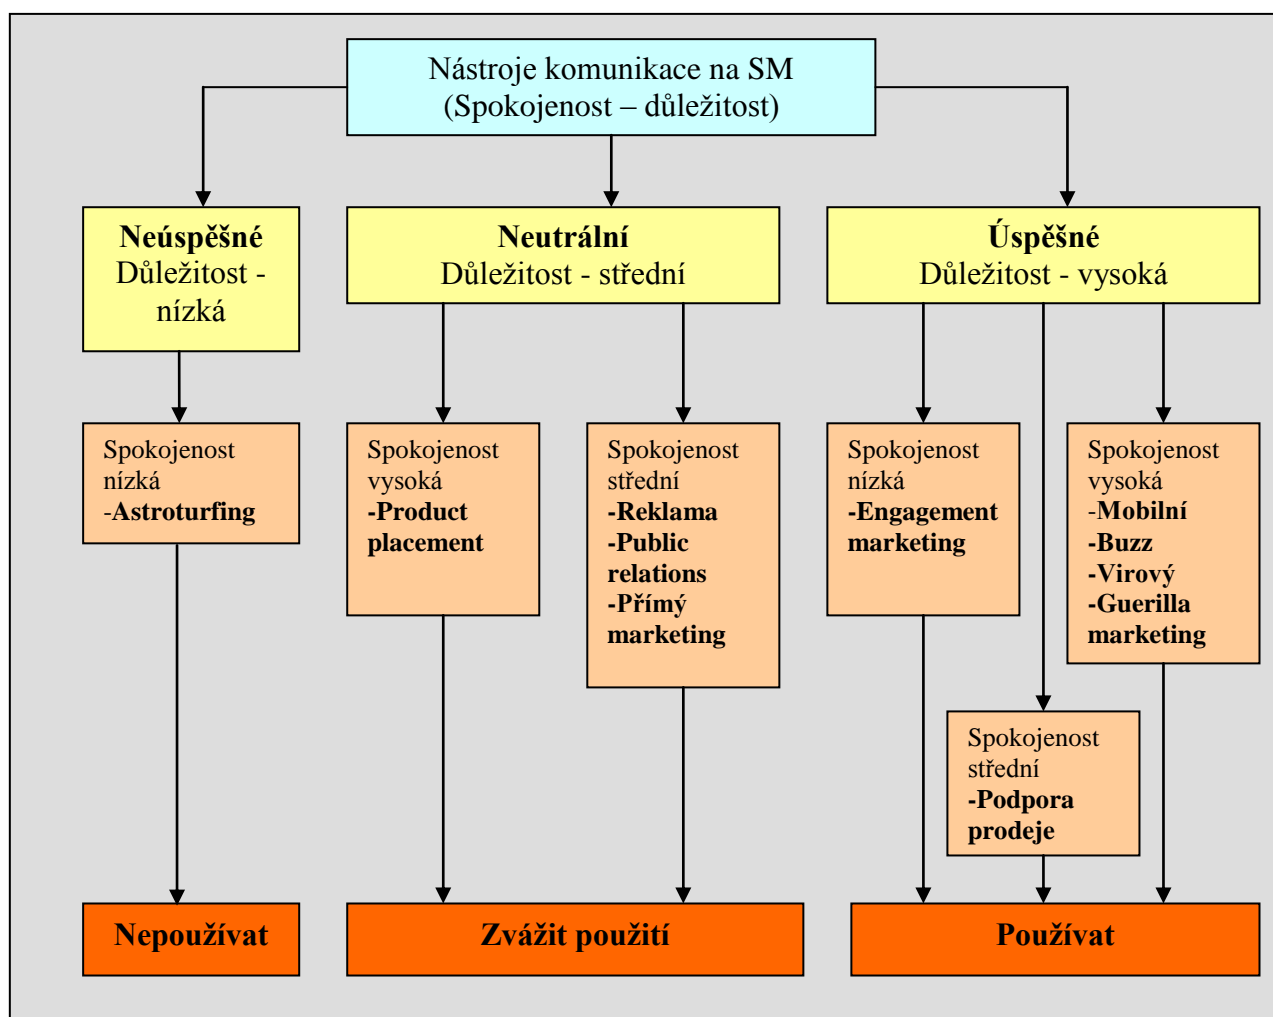 Nástroje komunikace na SM
(Spokojenost – důležitost)
Neúspěšné
Důležitost -
nízká
Neutrální
Důležitost - střední
Úspěšné
Důležitost - vysoká
Spokojenost
nízká
-Astroturfing
Spokojenost
vysoká
-Product
placement
Spokojenost
střední
-Reklama
-Public
relations
-Přímý
marketing
Spokojenost
nízká
-Engagement
marketing
Spokojenost
vysoká
-Mobilní
-Buzz
-Virový
-Guerilla
marketing
Spokojenost
střední
-Podpora
prodeje
Nepoužívat
Zvážit použití
Používat